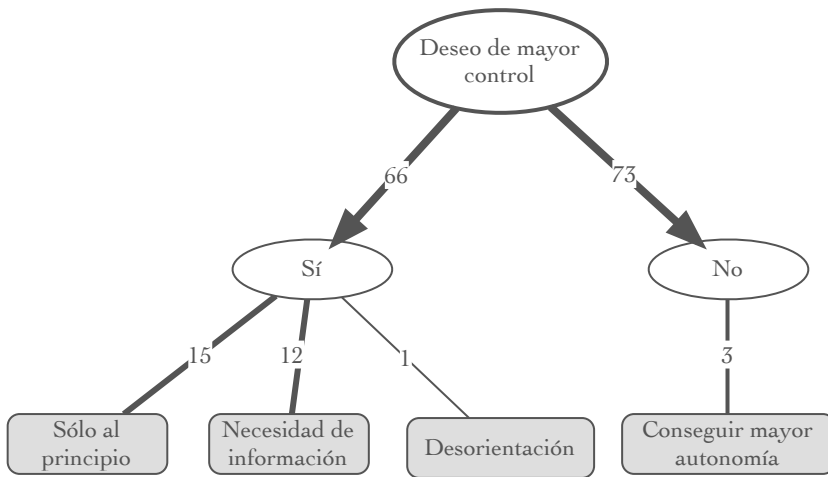 Deseo de mayor
control
66
73
Sí
No
15
12
1
3
Sólo al
principio
Necesidad de
información
Desorientación
Conseguir mayor
autonomía